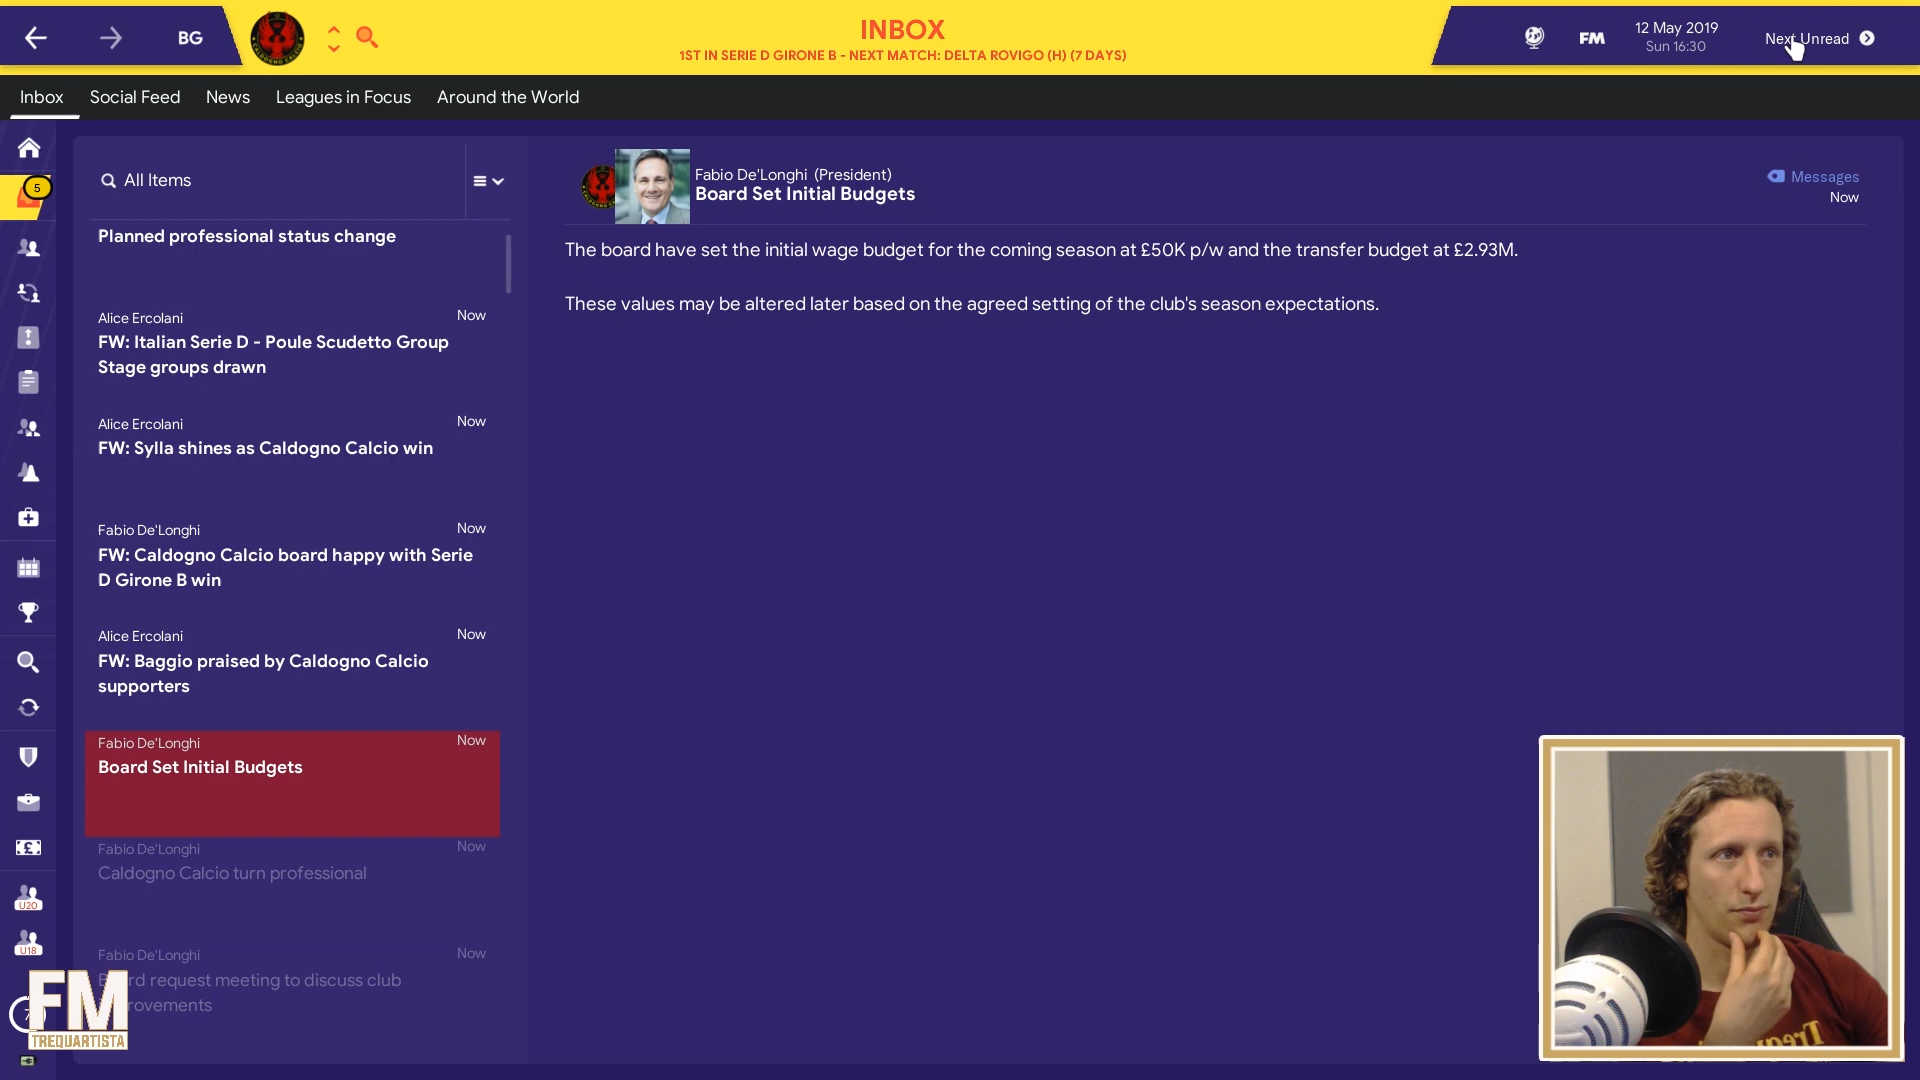 BG
INBOX
1ST IN SERIE D GIRONE B - NEXT MATCH: DELTA ROVIGO (H) (7 DAYS)
FM
12 May 2019
Sun 16:30
Next Unread
Inbox
Social Feed
News
Leagues in Focus
Around the World
5
All Items
Planned professional status change
Alice Ercolani
Now
FW: Italian Serie D - Poule Scudetto Group
Stage groups drawn
Alice Ercolani
Now
FW: Sylla shines as Caldogno Calcio win
Fabio De'Longhi
Now
FW: Caldogno Calcio board happy with Serie
D Girone B win
Alice Ercolani
Now
FW: Baggio praised by Caldogno Calcio
supporters
Fabio De'Longhi
Now
Board Set Initial Budgets
Fabio De'Longhi
Now
Caldogno Calcio turn professional
Fabio De'Longhi
Now
request meeting to discuss club
Fabio De'Longhi (President)
Board Set Initial Budgets
Messages
Now
The board have set the initial wage budget for the coming season at £50K p/w and the transfer budget at £2.93M.
These values may be altered later based on the agreed setting of the club's season expectations.
U20
U18
FM
TREQUARTISTA